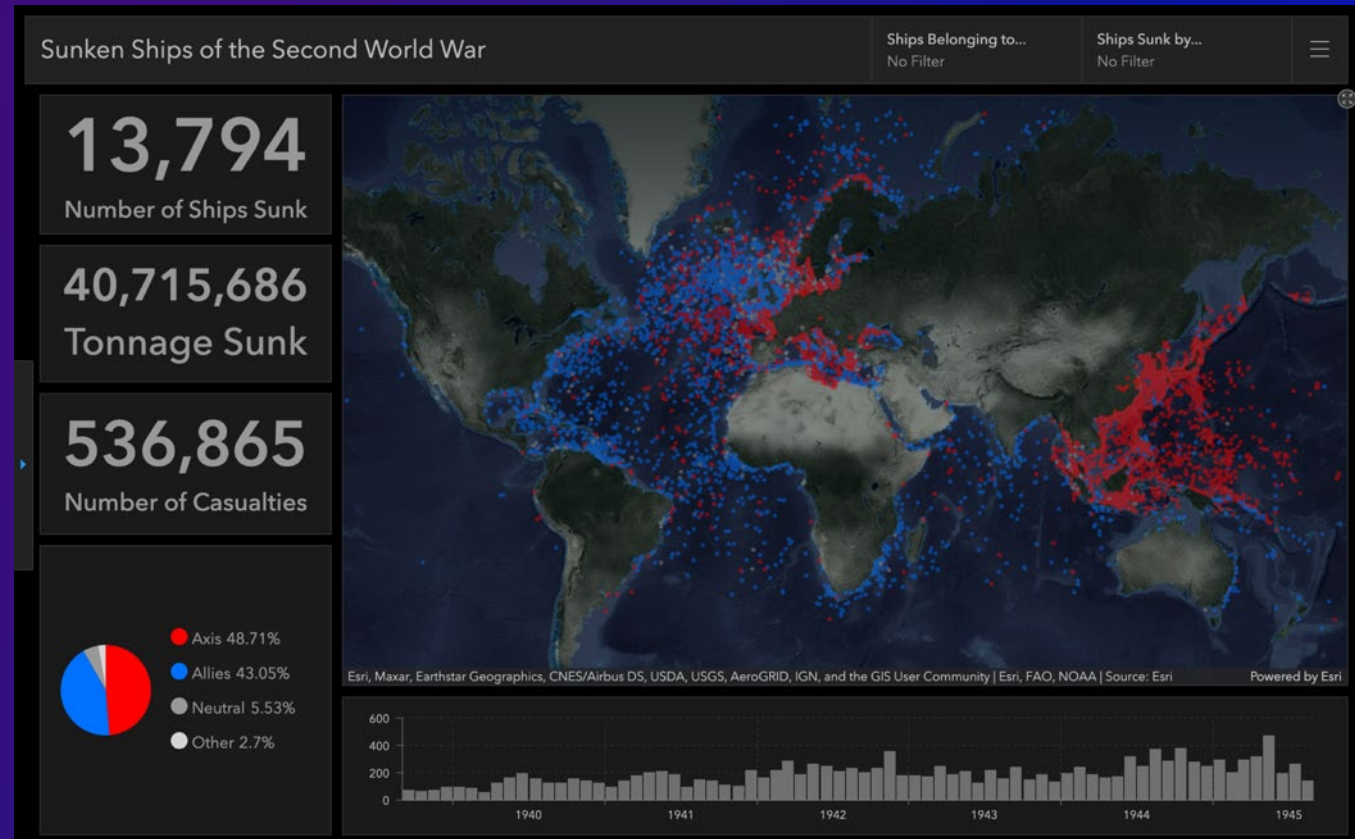 Sunken Ships of the Second World War
Ships Belonging to...
No Filter
Ships Sunk by...
No Filter
13,794
Number of Ships Sunk
40,715,686
Tonnage Sunk
536,865
Number of Casualties
Axis 48.71%
Allies 43.05%
Neutral 5.53%
Other 2.7%
Esri, Maxar, Earthstar Geographics, CNES/Airbus DS, USDA, USGS, AeroGRID, IGN, and the GIS User Community | Esri, FAO, NOAA | Source: Esri Powered by Esri
600
400
200
0
1940 1941 1942 1943 1944 1945